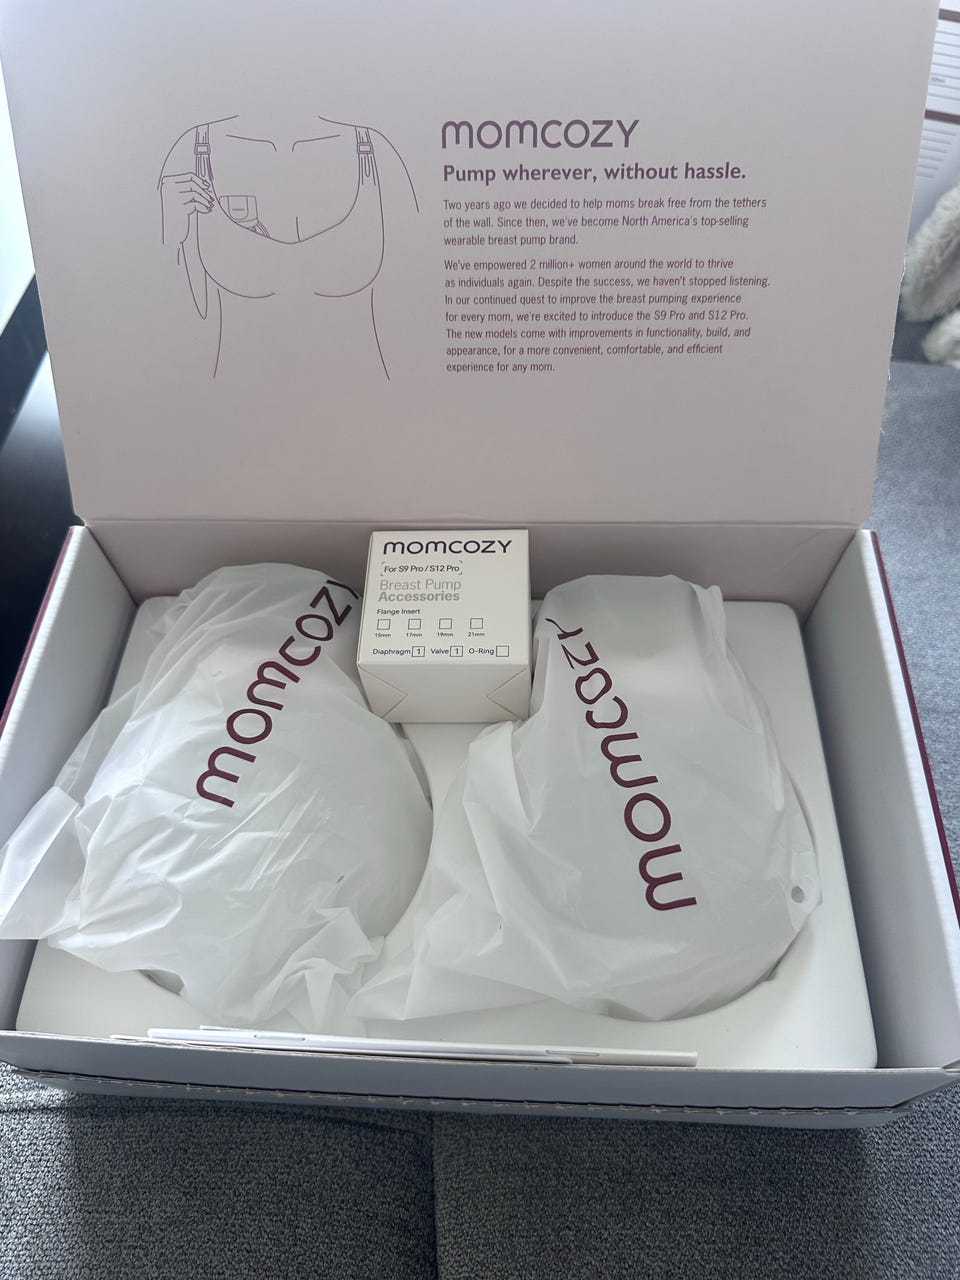 momcozy
Pump wherever, without hassle.
Two years ago we decided to help moms break free from the tethers
of the wall. Since then, we've become North America's top-selling
wearable breast pump brand.
We've empowered 2 million+ women around the world to thrive
as individuals again. Despite the success, we haven't stopped listening.
In our continued quest to improve the breast pumping experience
for every mom, we're excited to introduce the S9 Pro and S12 Pro.
The new models come with improvements in functionality, build, and
appearance, for a more convenient, comfortable, and efficient
experience for any mom.
momcozy
For S9 Pro / S12 Pro
Breast Pump
Accessories
Flange Insert
15mm 17mm 19mm 21mm
Diaphragm 1 Valve 1 O-Ring
momcozy
momcozy